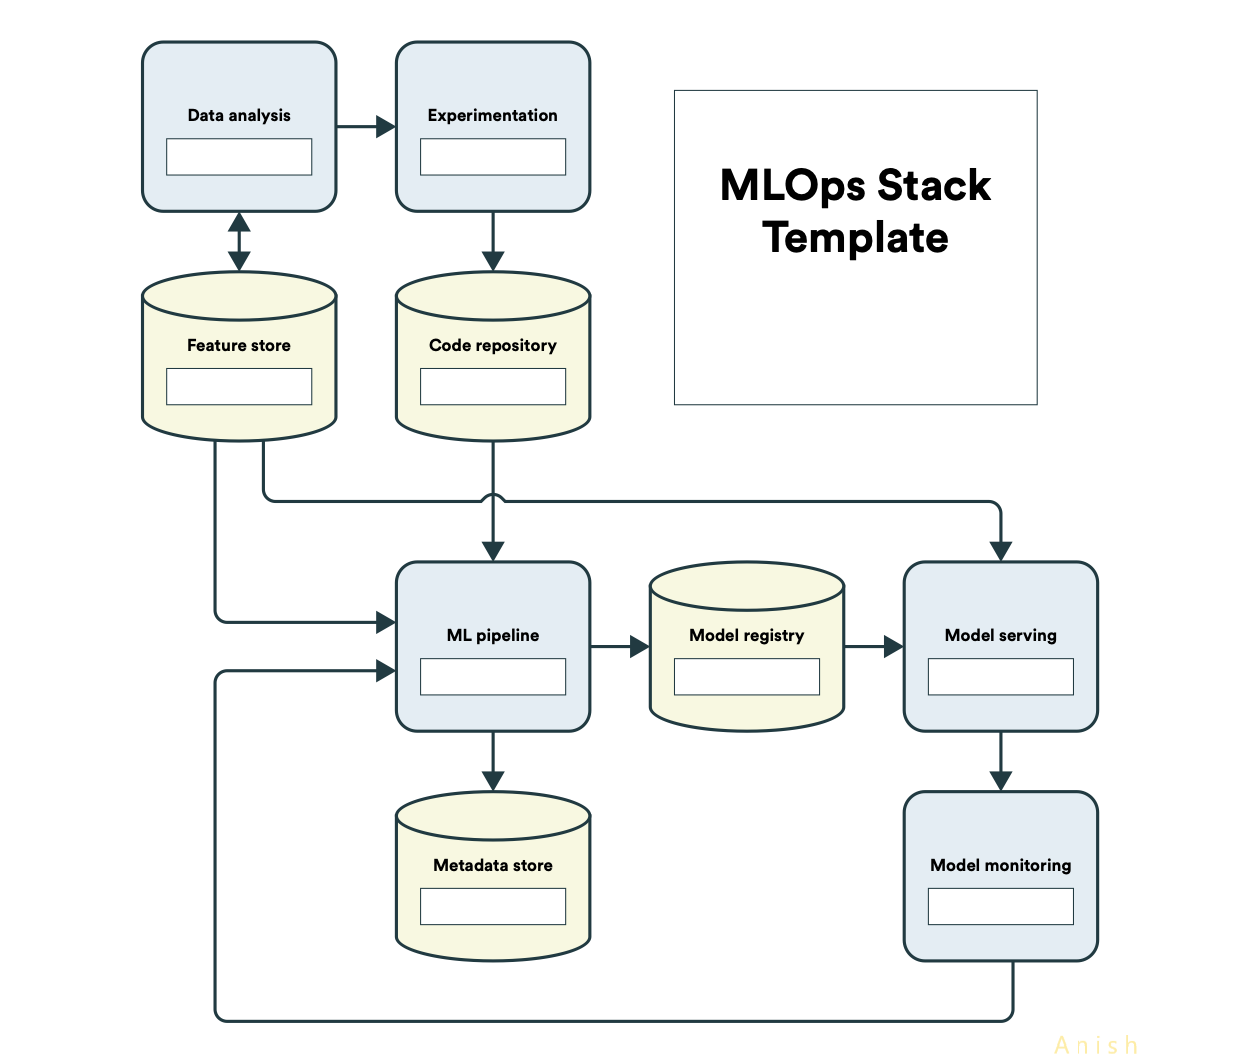 Data analysis
Experimentation
MLOps Stack
Template
Feature store
Code repository
ML pipeline
Model registry
Model serving
Metadata store
Model monitoring
Anish